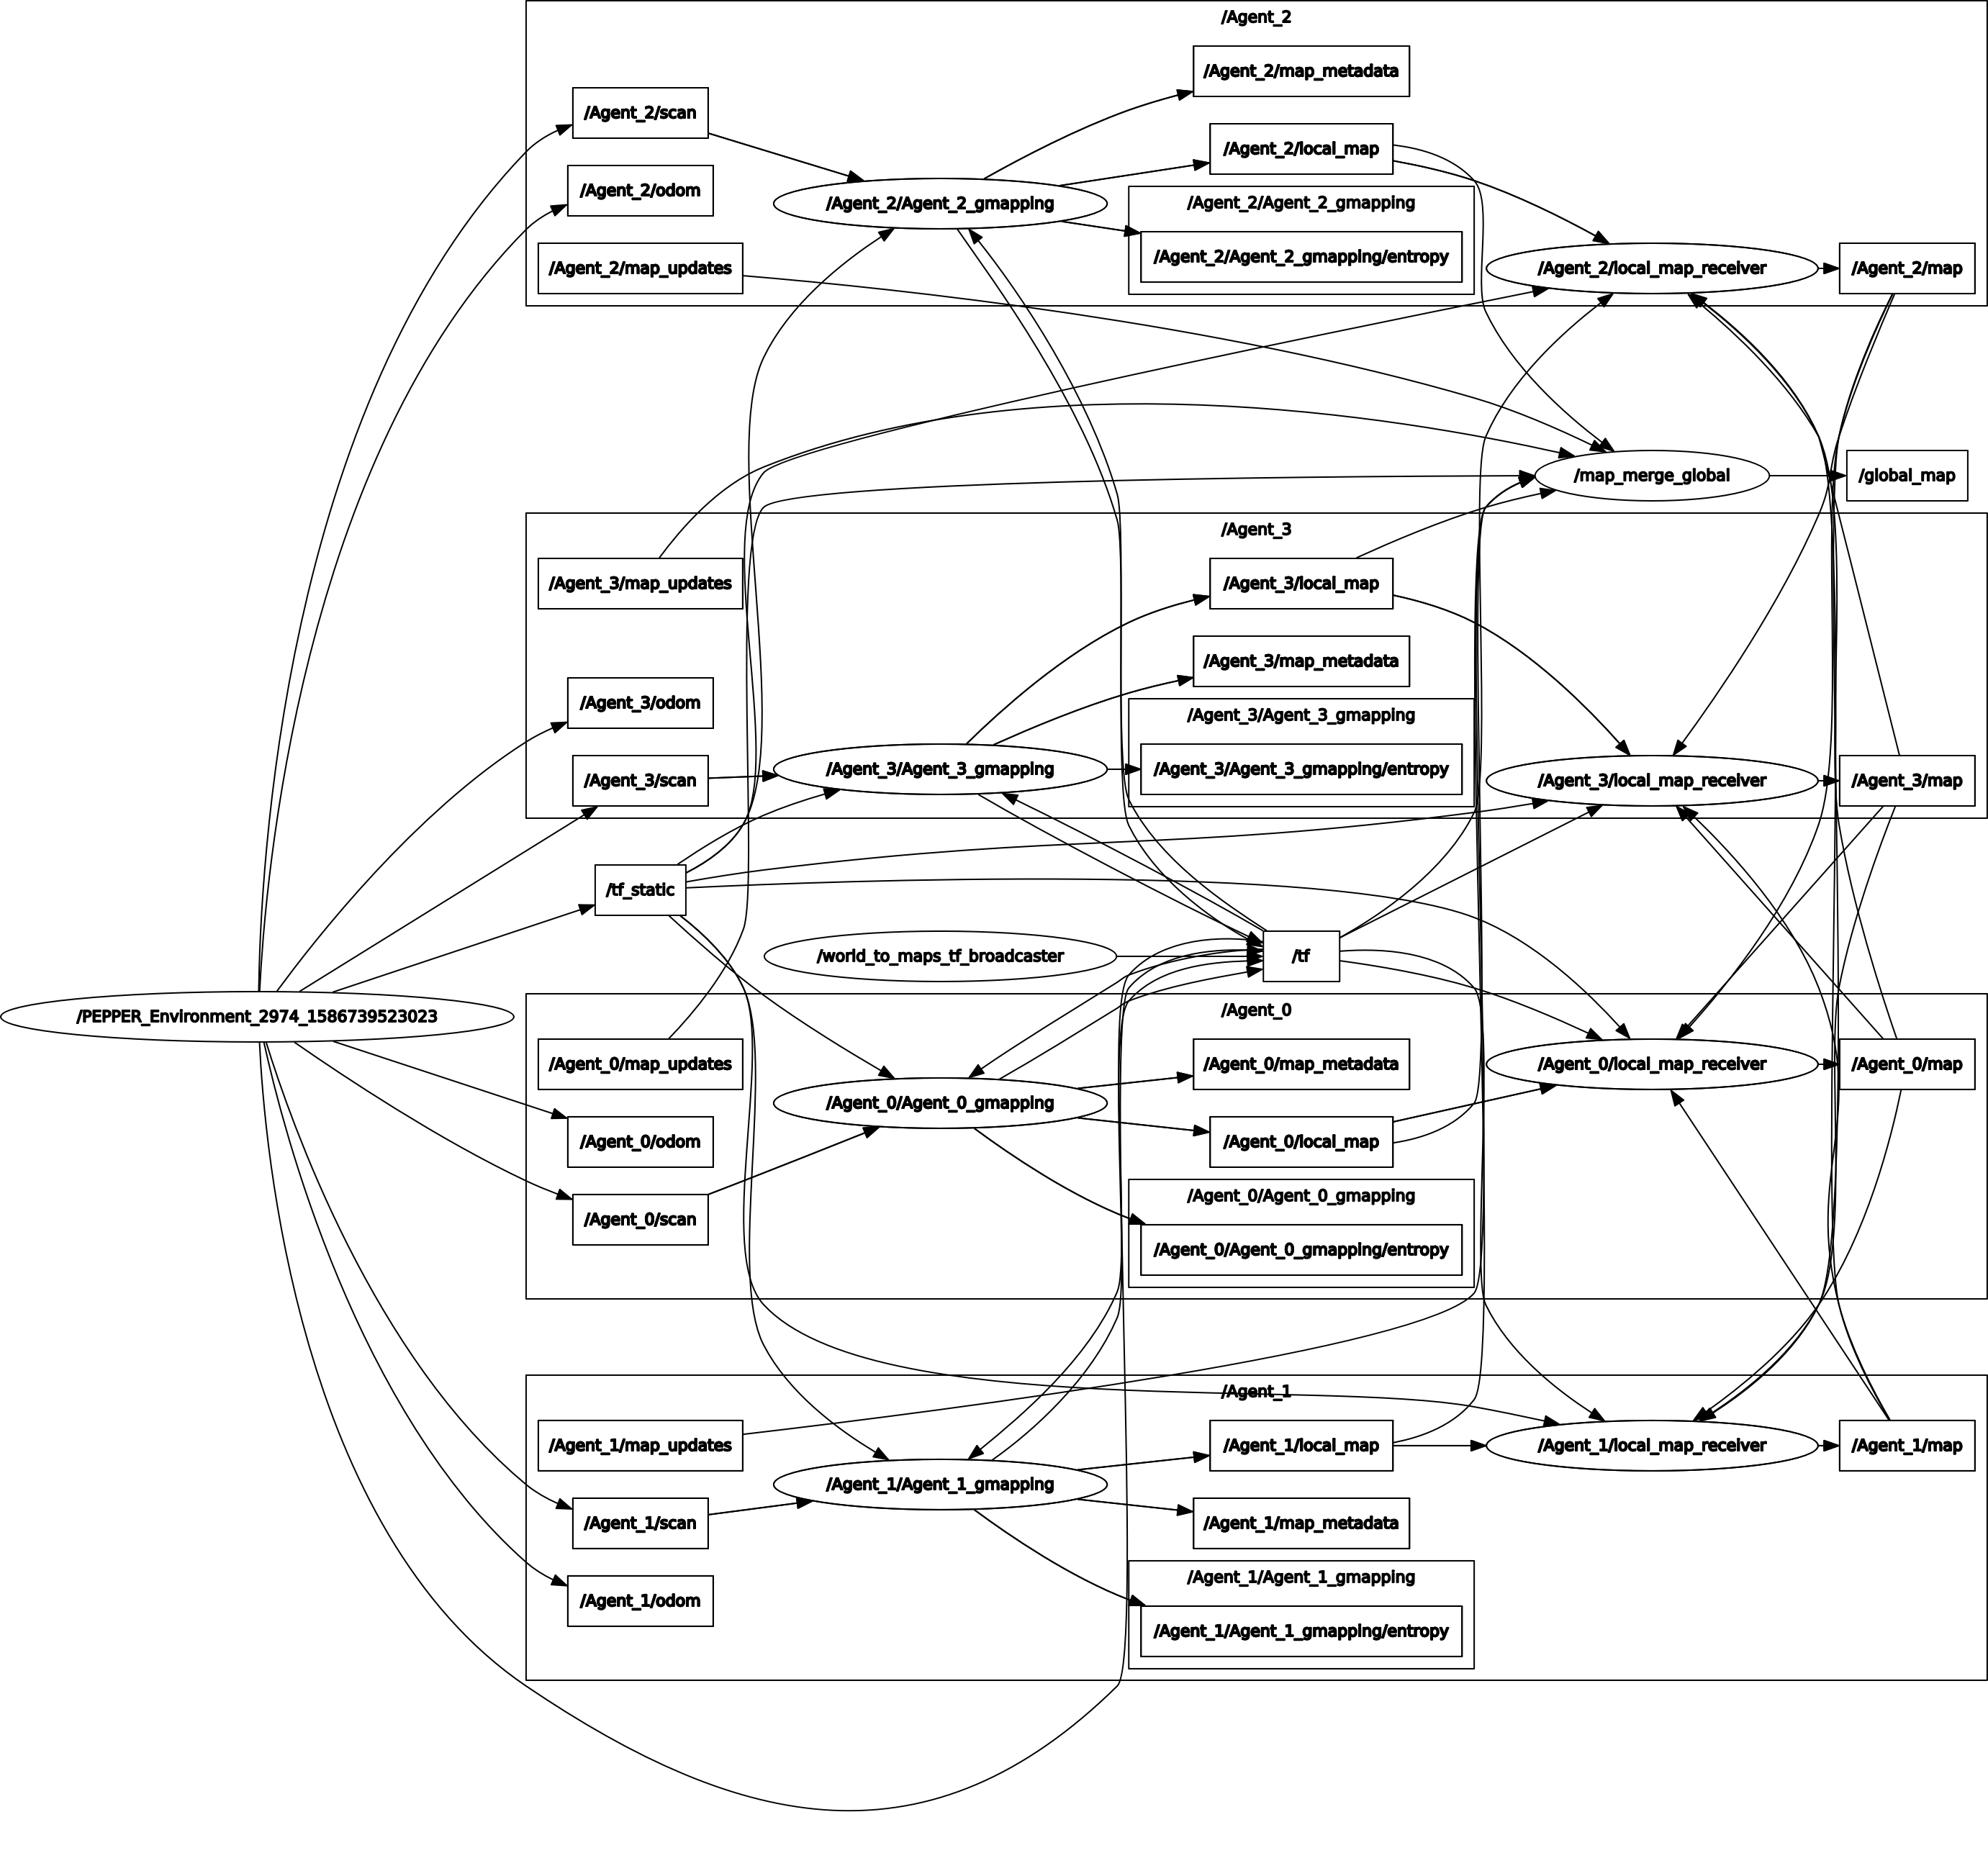 /Agent_2
/Agent_2/map_metadata
/Agent_2/scan
/Agent_2/local_map
/Agent_2/odom
/Agent_2/Agent_2_gmapping
/Agent_2/Agent_2_gmapping
/Agent_2/map_updates
/Agent_2/Agent_2_gmapping/entropy
/Agent_2/local_map_receiver
/Agent_2/map
/map_merge_global
/global_map
/Agent_3
/Agent_3/map_updates
/Agent_3/local_map
/Agent_3/map_metadata
/Agent_3/odom
/Agent_3/Agent_3_gmapping
/Agent_3/scan
/Agent_3/Agent_3_gmapping
/Agent_3/Agent_3_gmapping/entropy
/Agent_3/local_map_receiver
/Agent_3/map
/tf_static
/world_to_maps_tf_broadcaster
/tf
/PEPPER_Environment_2974_1586739523023
/Agent_0
/Agent_0/map_updates
/Agent_0/map_metadata
/Agent_0/local_map_receiver
/Agent_0/map
/Agent_0/Agent_0_gmapping
/Agent_0/odom
/Agent_0/local_map
/Agent_0/Agent_0_gmapping
/Agent_0/scan
/Agent_0/Agent_0_gmapping/entropy
/Agent_1
/Agent_1/map_updates
/Agent_1/local_map
/Agent_1/local_map_receiver
/Agent_1/map
/Agent_1/Agent_1_gmapping
/Agent_1/scan
/Agent_1/map_metadata
/Agent_1/Agent_1_gmapping
/Agent_1/odom
/Agent_1/Agent_1_gmapping/entropy